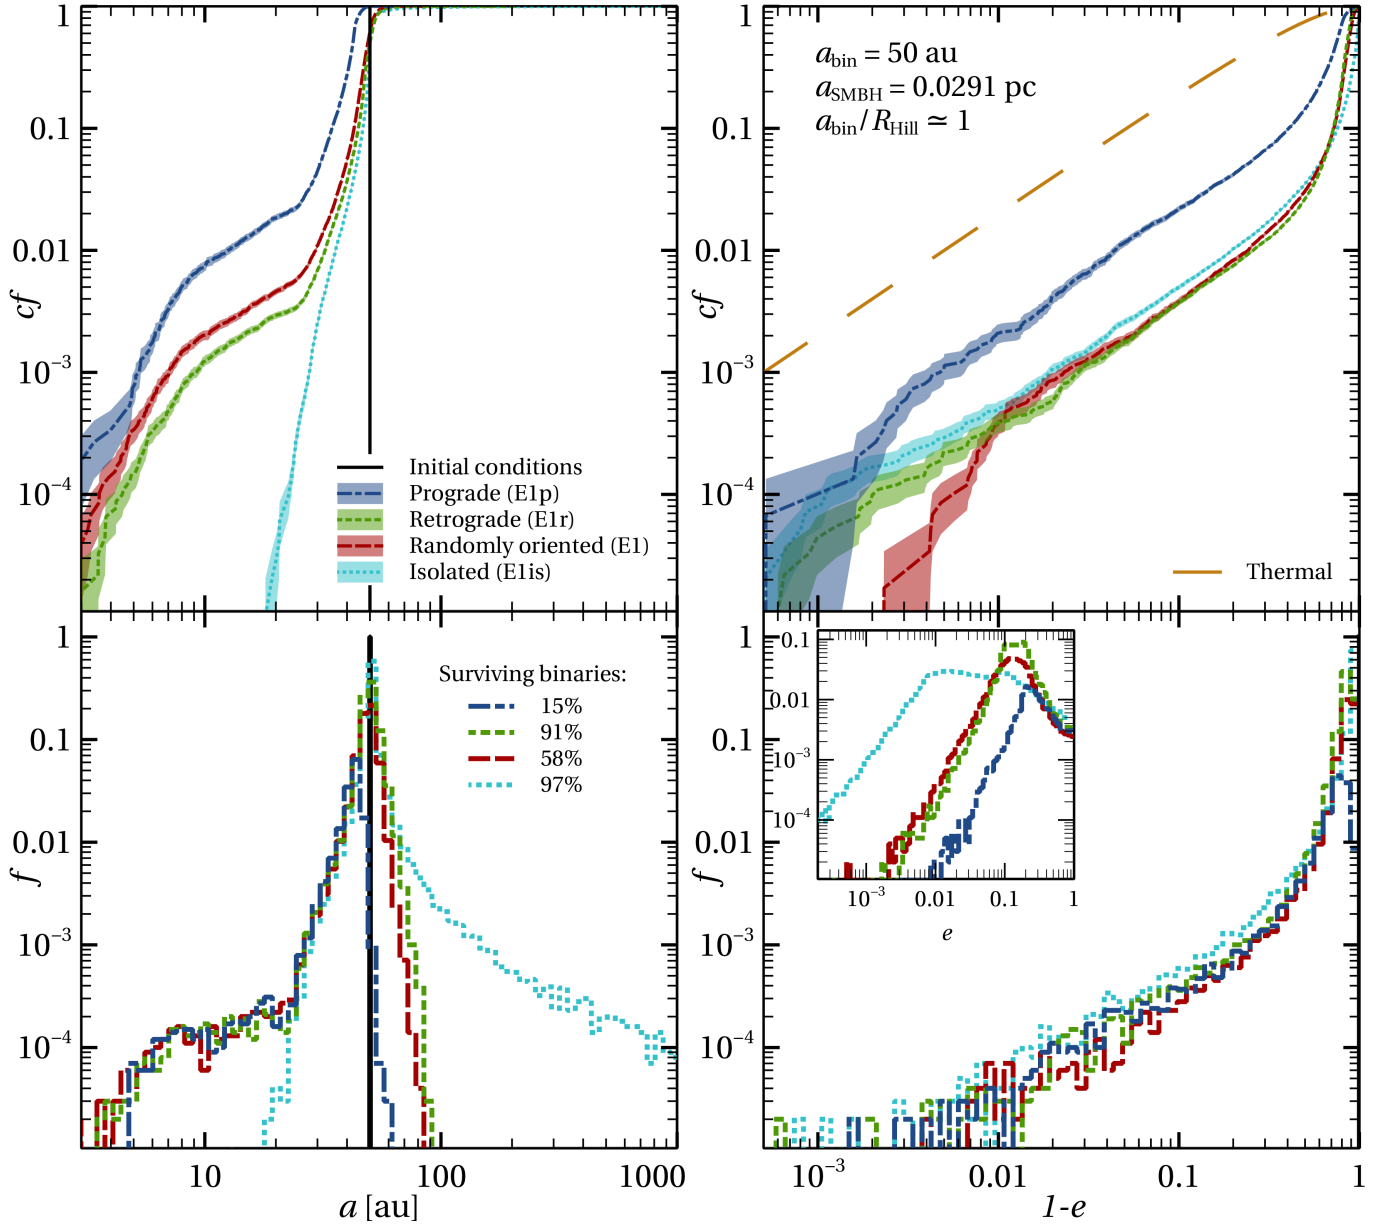 1
0.1
0.01
10⁻³
10⁻⁴
cf
Initial conditions
Prograde (E1p)
Retrograde (E1r)
Randomly oriented (E1)
Isolated (E1is)
1
0.1
0.01
10⁻³
10⁻⁴
cf
a_bin = 50 au
a_SMBH = 0.0291 pc
a_bin/R_Hill ≃ 1
Thermal
1
0.1
0.01
10⁻³
10⁻⁴
f
Surviving binaries:
15%
91%
58%
97%
10
100
1000
a [au]
1
0.1
0.01
10⁻³
10⁻⁴
f
0.1
0.01
10⁻³
10⁻⁴
10⁻³
0.01
0.1
1
e
10⁻³
0.01
0.1
1
1-e